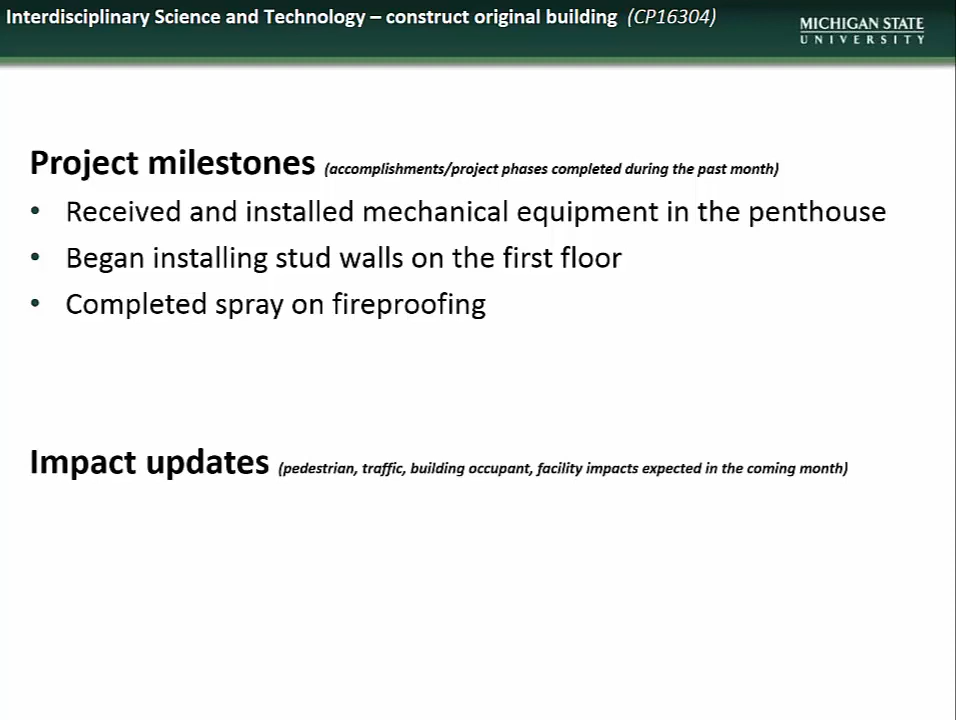 Interdisciplinary Science and Technology – construct original building (CP16304)
MICHIGAN STATE
UNIVERSITY
Project milestones (accomplishments/project phases completed during the past month)
• Received and installed mechanical equipment in the penthouse
• Began installing stud walls on the first floor
• Completed spray on fireproofing
Impact updates (pedestrian, traffic, building occupant, facility impacts expected in the coming month)